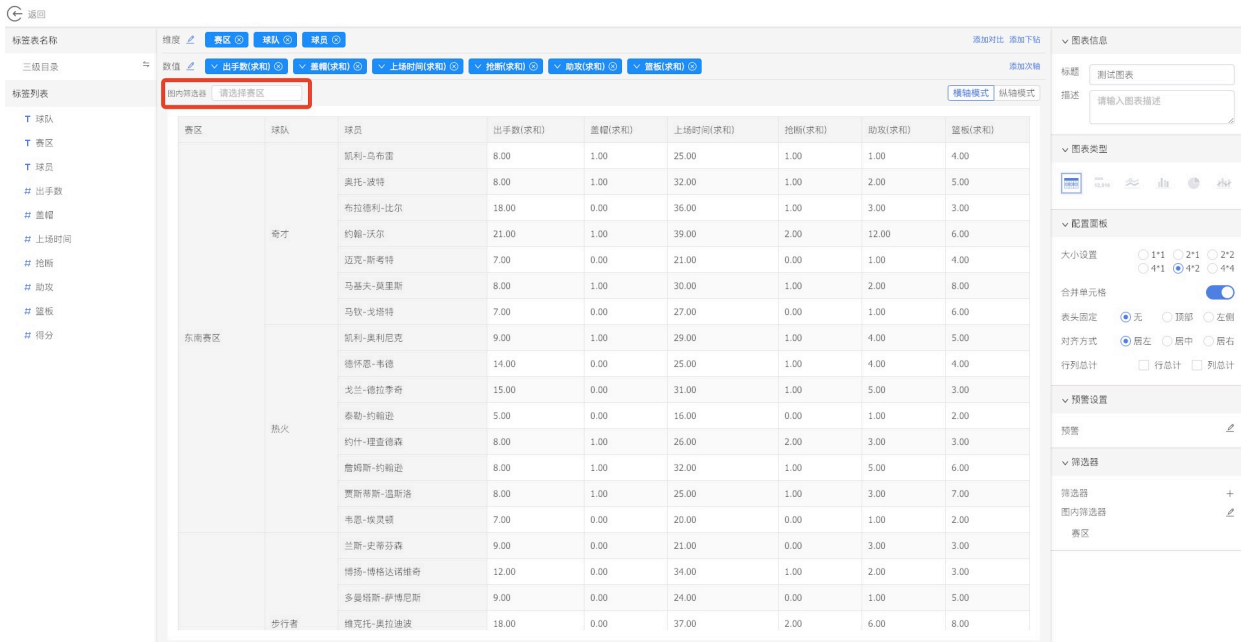 返回
标签表名称
三级目录
标签列表
T 球队
T 赛区
T 球员
# 出手数
# 盖帽
# 上场时间
# 抢断
# 助攻
# 篮板
# 得分
维度 赛区 球队 球员 添加对比 添加下钻
数值 出手数(求和) 盖帽(求和) 上场时间(求和) 抢断(求和) 助攻(求和) 篮板(求和) 添加次轴
图内筛选器 请选择赛区 横轴模式 纵轴模式
赛区 球队 球员 出手数(求和) 盖帽(求和) 上场时间(求和) 抢断(求和) 助攻(求和) 篮板(求和)
凯利-乌布雷 8.00 1.00 25.00 1.00 1.00 4.00
奥托-波特 8.00 1.00 32.00 1.00 2.00 5.00
布拉德利-比尔 18.00 0.00 36.00 1.00 3.00 3.00
奇才 约翰-沃尔 21.00 1.00 39.00 2.00 12.00 6.00
迈克-斯考特 7.00 0.00 21.00 0.00 1.00 4.00
马基夫-莫里斯 8.00 1.00 30.00 1.00 2.00 8.00
马钦-戈塔特 7.00 0.00 27.00 0.00 1.00 6.00
东南赛区 凯利-奥利尼克 9.00 1.00 29.00 1.00 4.00 5.00
德怀恩-韦德 14.00 0.00 25.00 1.00 4.00 4.00
戈兰-德拉季奇 15.00 0.00 31.00 1.00 5.00 3.00
泰勒-约翰逊 5.00 0.00 16.00 0.00 1.00 2.00
热火
约什-理查德森 8.00 1.00 26.00 2.00 3.00 3.00
詹姆斯-约翰逊 8.00 1.00 32.00 1.00 5.00 6.00
贾斯蒂斯-温斯洛 8.00 1.00 25.00 1.00 3.00 7.00
韦恩-埃灵顿 7.00 0.00 20.00 0.00 1.00 2.00
兰斯-史蒂芬森 9.00 0.00 21.00 0.00 3.00 3.00
博扬-博格达诺维奇 12.00 0.00 34.00 1.00 2.00 3.00
多曼塔斯-萨博尼斯 9.00 0.00 24.00 0.00 1.00 5.00
步行者 维克托-奥拉迪波 18.00 0.00 37.00 2.00 6.00 8.00
图表信息
标题 测试图表
描述 请输入图表描述
图表类型
配置面板
大小设置 1*1 2*1 2*2
4*1 4*2 4*4
合并单元格
表头固定 无 顶部 左侧
对齐方式 居左 居中 居右
行列总计 行总计 列总计
预警设置
预警
筛选器
筛选器 +
图内筛选器
赛区